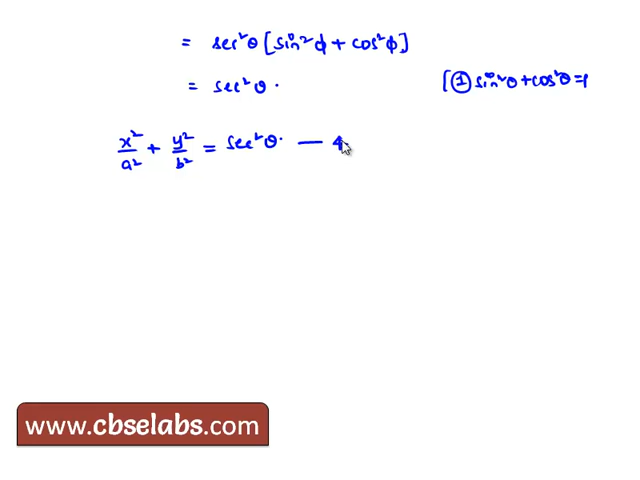 = sec²θ [sin²φ + cos²φ]
= sec²θ. [① sin²θ + cos²θ = 1
x²/a² + y²/b² = sec²θ. — 4
www.cbselabs.com